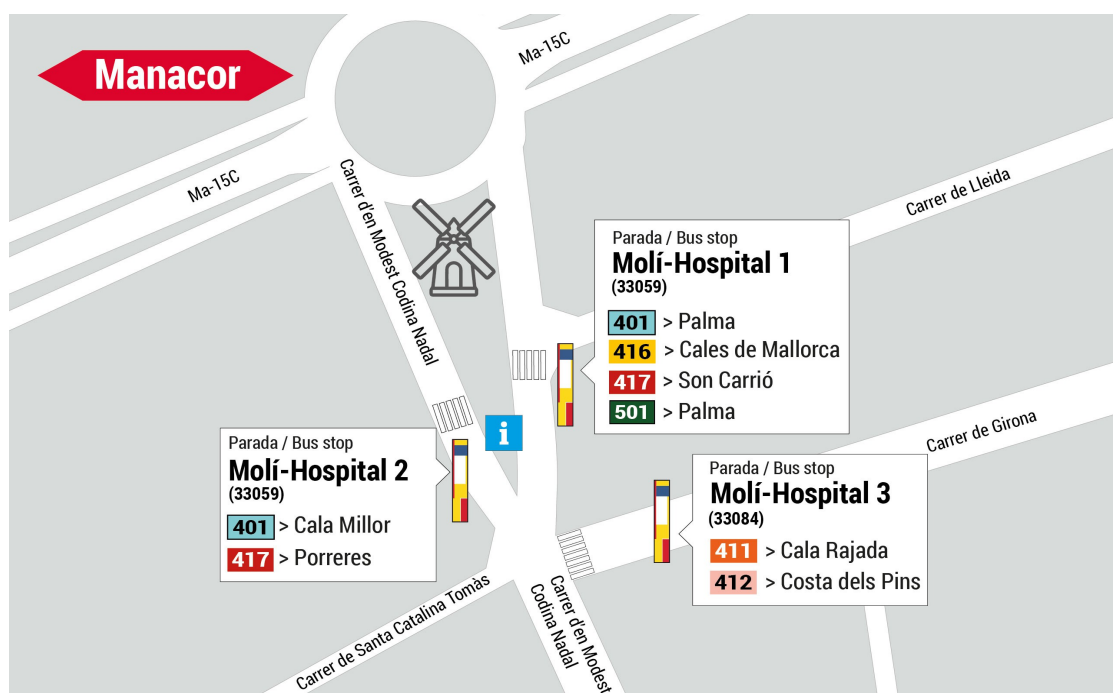 Manacor
Ma-15C
Ma-15C
Carrer d'en Modest Codina Nadal
Carrer de Lleida
Parada / Bus stop
Molí-Hospital 1
(33059)
401 > Palma
416 > Cales de Mallorca
417 > Son Carrió
501 > Palma
i
Carrer de Girona
Parada / Bus stop
Molí-Hospital 2
(33059)
401 > Cala Millor
417 > Porreres
Parada / Bus stop
Molí-Hospital 3
(33084)
411 > Cala Rajada
412 > Costa dels Pins
Carrer de Santa Catalina Tomàs
Carrer d'en Modest
Codina Nadal